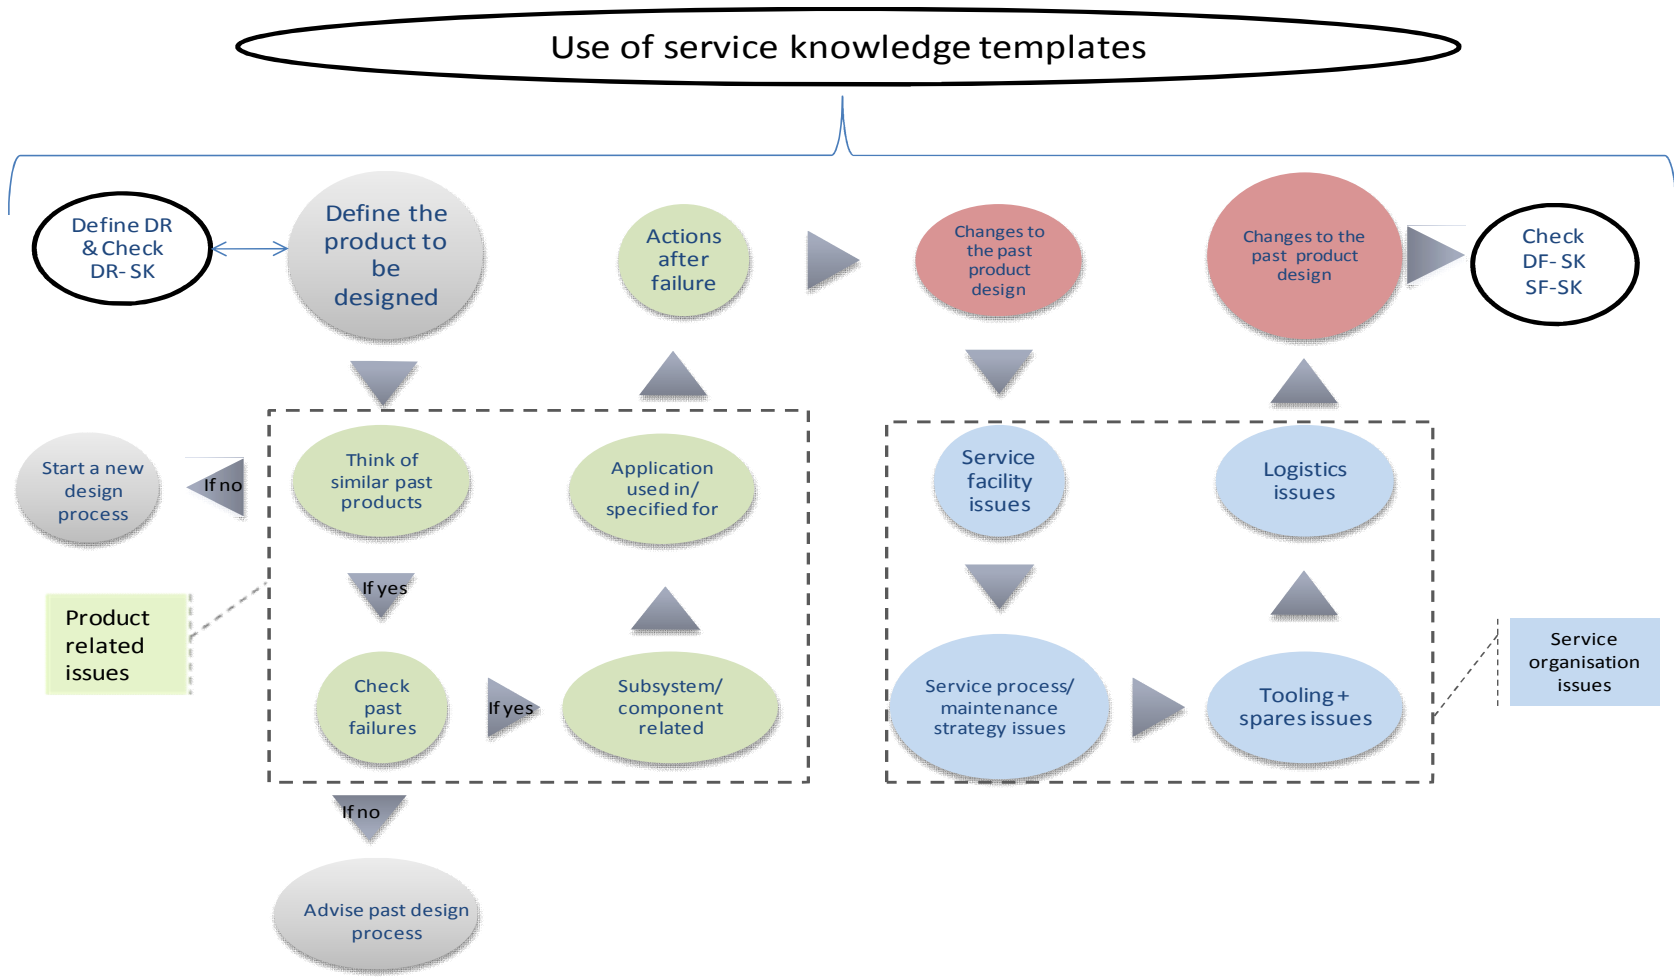 Use of service knowledge templates
Define DR
& Check
DR- SK
Define the
product to
be
designed
Actions
after
failure
Changes to
the past
product
design
Changes to the
past product
design
Check
DF- SK
SF-SK
Start a new
design
process
If no
Think of
similar past
products
Application
used in/
specified for
Service
facility
issues
Logistics
issues
If yes
Product
related
issues
Check
past
failures
If yes
Subsystem/
component
related
Service process/
maintenance
strategy issues
Tooling +
spares issues
Service
organisation
issues
If no
Advise past design
process